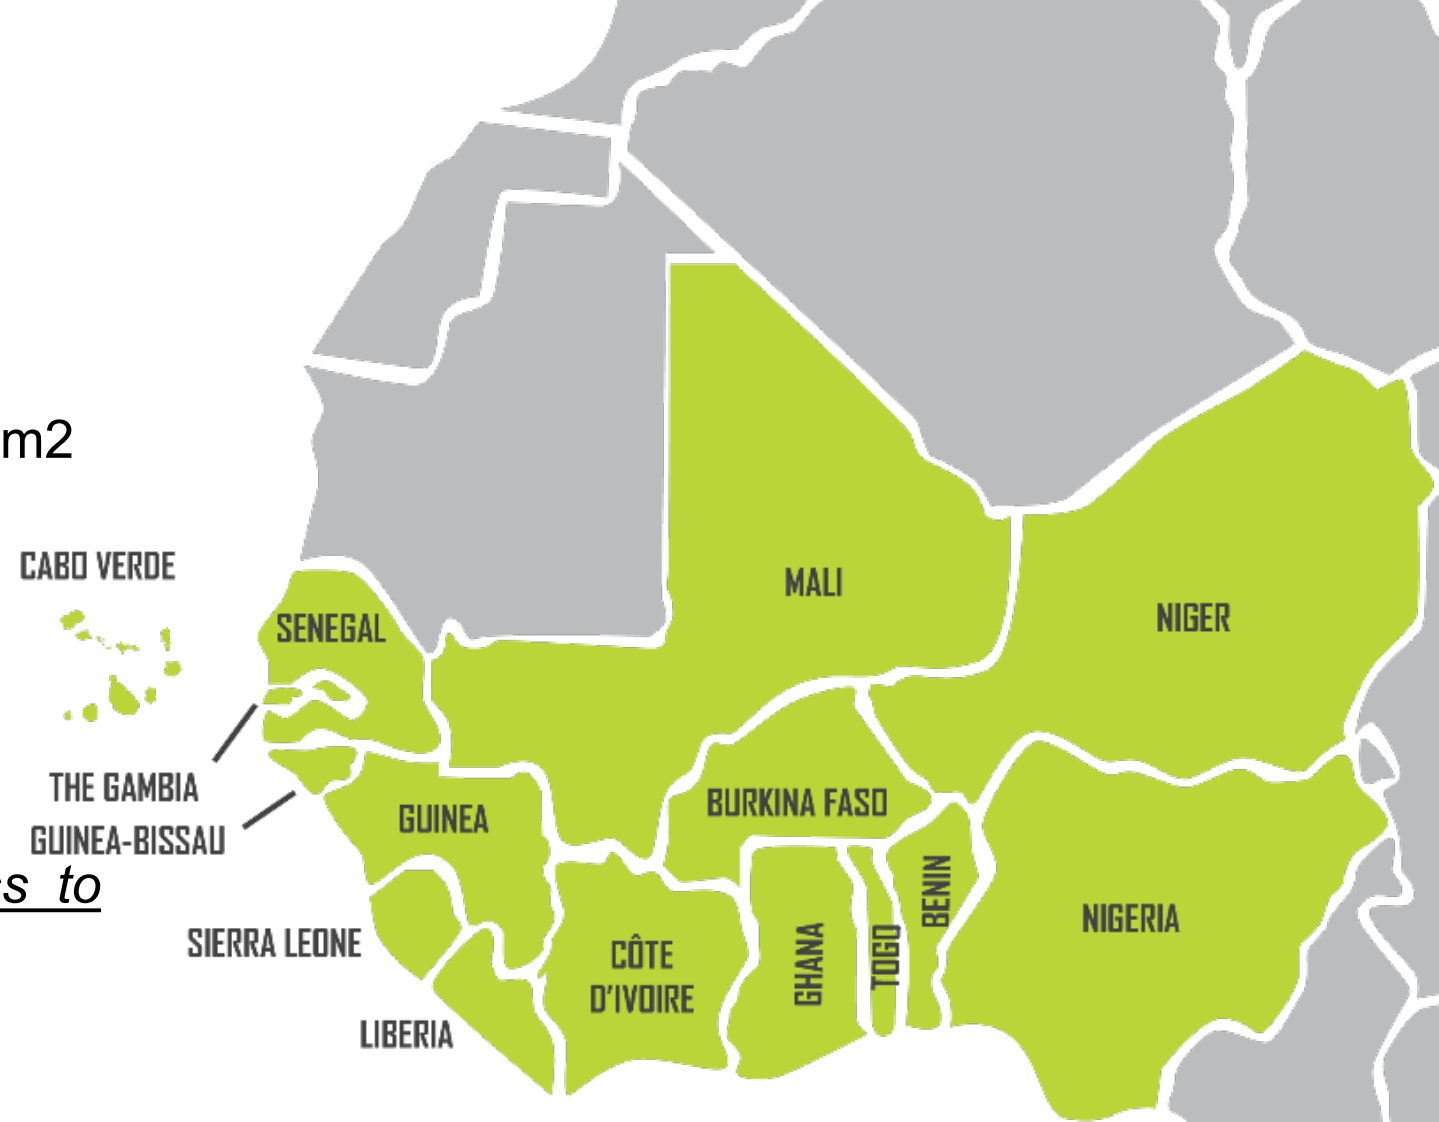 m2
CABO VERDE
SENEGAL
MALI
NIGER
THE GAMBIA
GUINEA-BISSAU
GUINEA
BURKINA FASO
to
SIERRA LEONE
LIBERIA
CÔTE
D'IVOIRE
GHANA
TOGO
BENIN
NIGERIA